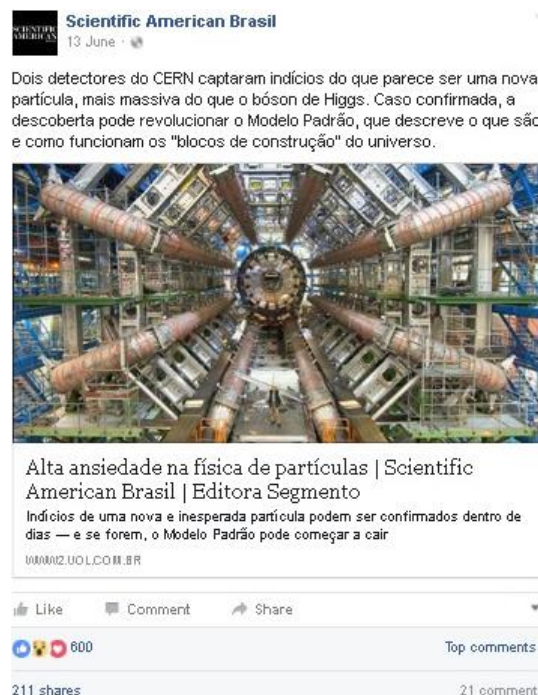 SCIENTIFIC
AMERICAN
Scientific American Brasil
13 June ·
Dois detectores do CERN captaram indícios do que parece ser uma nova
partícula, mais massiva do que o bóson de Higgs. Caso confirmada, a
descoberta pode revolucionar o Modelo Padrão, que descreve o que são
e como funcionam os "blocos de construção" do universo.
Alta ansiedade na física de partículas | Scientific
American Brasil | Editora Segmento
Indícios de uma nova e inesperada partícula podem ser confirmados dentro de
dias — e se forem, o Modelo Padrão pode começar a cair
WWW2.UOL.COM.BR
Like Comment Share
600 Top comments
211 shares 21 comment